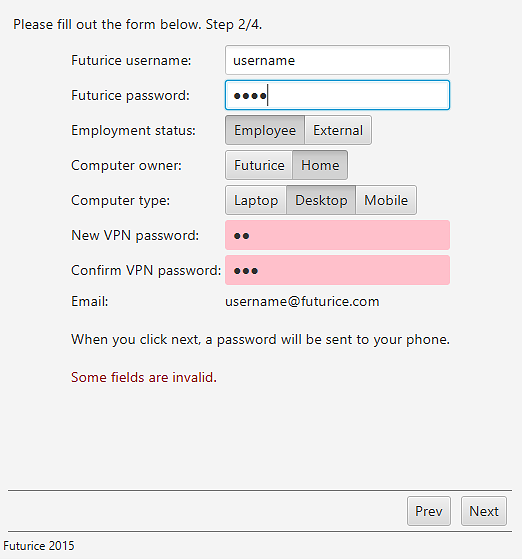 Please fill out the form below. Step 2/4.
Futurice username: username
Futurice password: ●●●●
Employment status: Employee External
Computer owner: Futurice Home
Computer type: Laptop Desktop Mobile
New VPN password: ●●
Confirm VPN password: ●●●
Email: username@futurice.com
When you click next, a password will be sent to your phone.
Some fields are invalid.
Prev Next
Futurice 2015